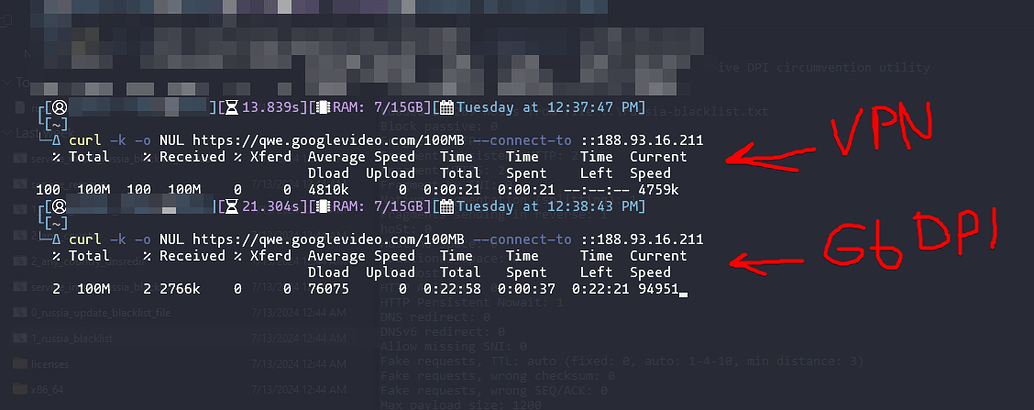 ive DPI circumvention utility
[ ][13.839s][RAM: 7/15GB][Tuesday at 12:37:47 PM]
[~]
Δ curl -k -o NUL https://qwe.googlevideo.com/100MB --connect-to ::188.93.16.211
VPN
% Total % Received % Xferd Average Speed Time Time Time Current
Dload Upload Total Spent Left Speed
100 100M 100 100M 0 0 4810k 0 0:00:21 0:00:21 --:--:-- 4759k
[ ][21.304s][RAM: 7/15GB][Tuesday at 12:38:43 PM]
[~]
Δ curl -k -o NUL https://qwe.googlevideo.com/100MB --connect-to ::188.93.16.211
GbDPI
% Total % Received % Xferd Average Speed Time Time Time Current
Dload Upload Total Spent Left Speed
2 100M 2 2766k 0 0 76075 0 0:22:58 0:00:37 0:22:21 94951
HTTP Persistent Nowait: 1
0_russia_update_blacklist_file 7/13/2024 12:44 AM
DNS redirect: 0
DNSv6 redirect: 0
1_russia_blacklist 7/13/2024 12:44 AM
Allow missing SNI: 0
licenses 7/13/2024 12:44 AM
Fake requests, TTL: auto (fixed: 0, auto: 1-4-10, min distance: 3)
Fake requests, wrong checksum: 0
x86_64 7/13/2024 12:44 AM
Fake requests, wrong SEQ/ACK: 0
Max payload size: 1200